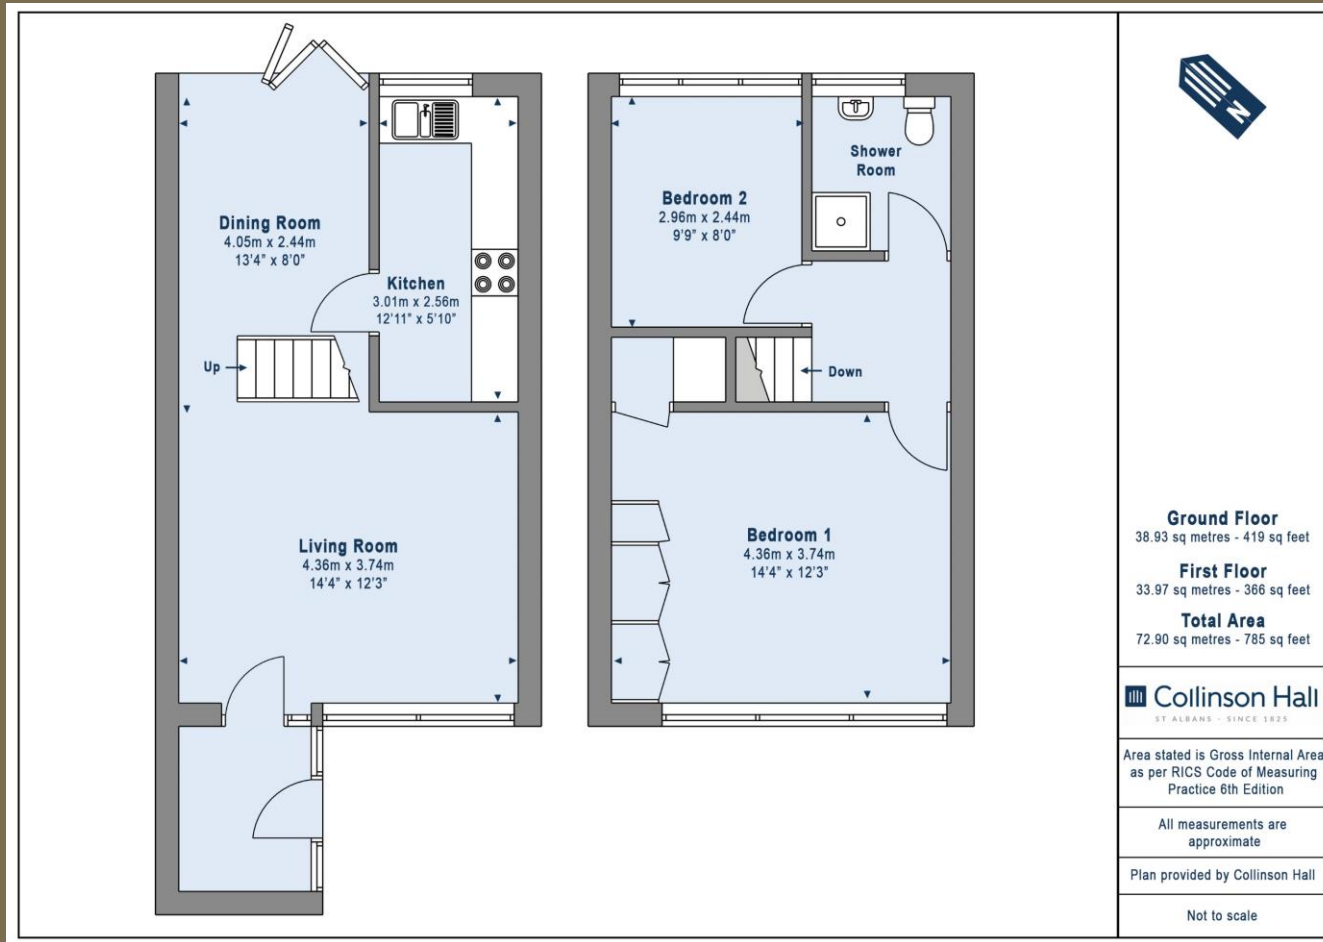 Dining Room
4.05m x 2.44m
13'4" x 8'0"
Kitchen
3.01m x 2.56m
12'11" x 5'10"
Up
Living Room
4.36m x 3.74m
14'4" x 12'3"
Bedroom 2
2.96m x 2.44m
9'9" x 8'0"
Shower
Room
Down
Bedroom 1
4.36m x 3.74m
14'4" x 12'3"
N
Ground Floor
38.93 sq metres - 419 sq feet
First Floor
33.97 sq metres - 366 sq feet
Total Area
72.90 sq metres - 785 sq feet
Collinson Hall
ST ALBANS - SINCE 1825
Area stated is Gross Internal Area
as per RICS Code of Measuring
Practice 6th Edition
All measurements are
approximate
Plan provided by Collinson Hall
Not to scale